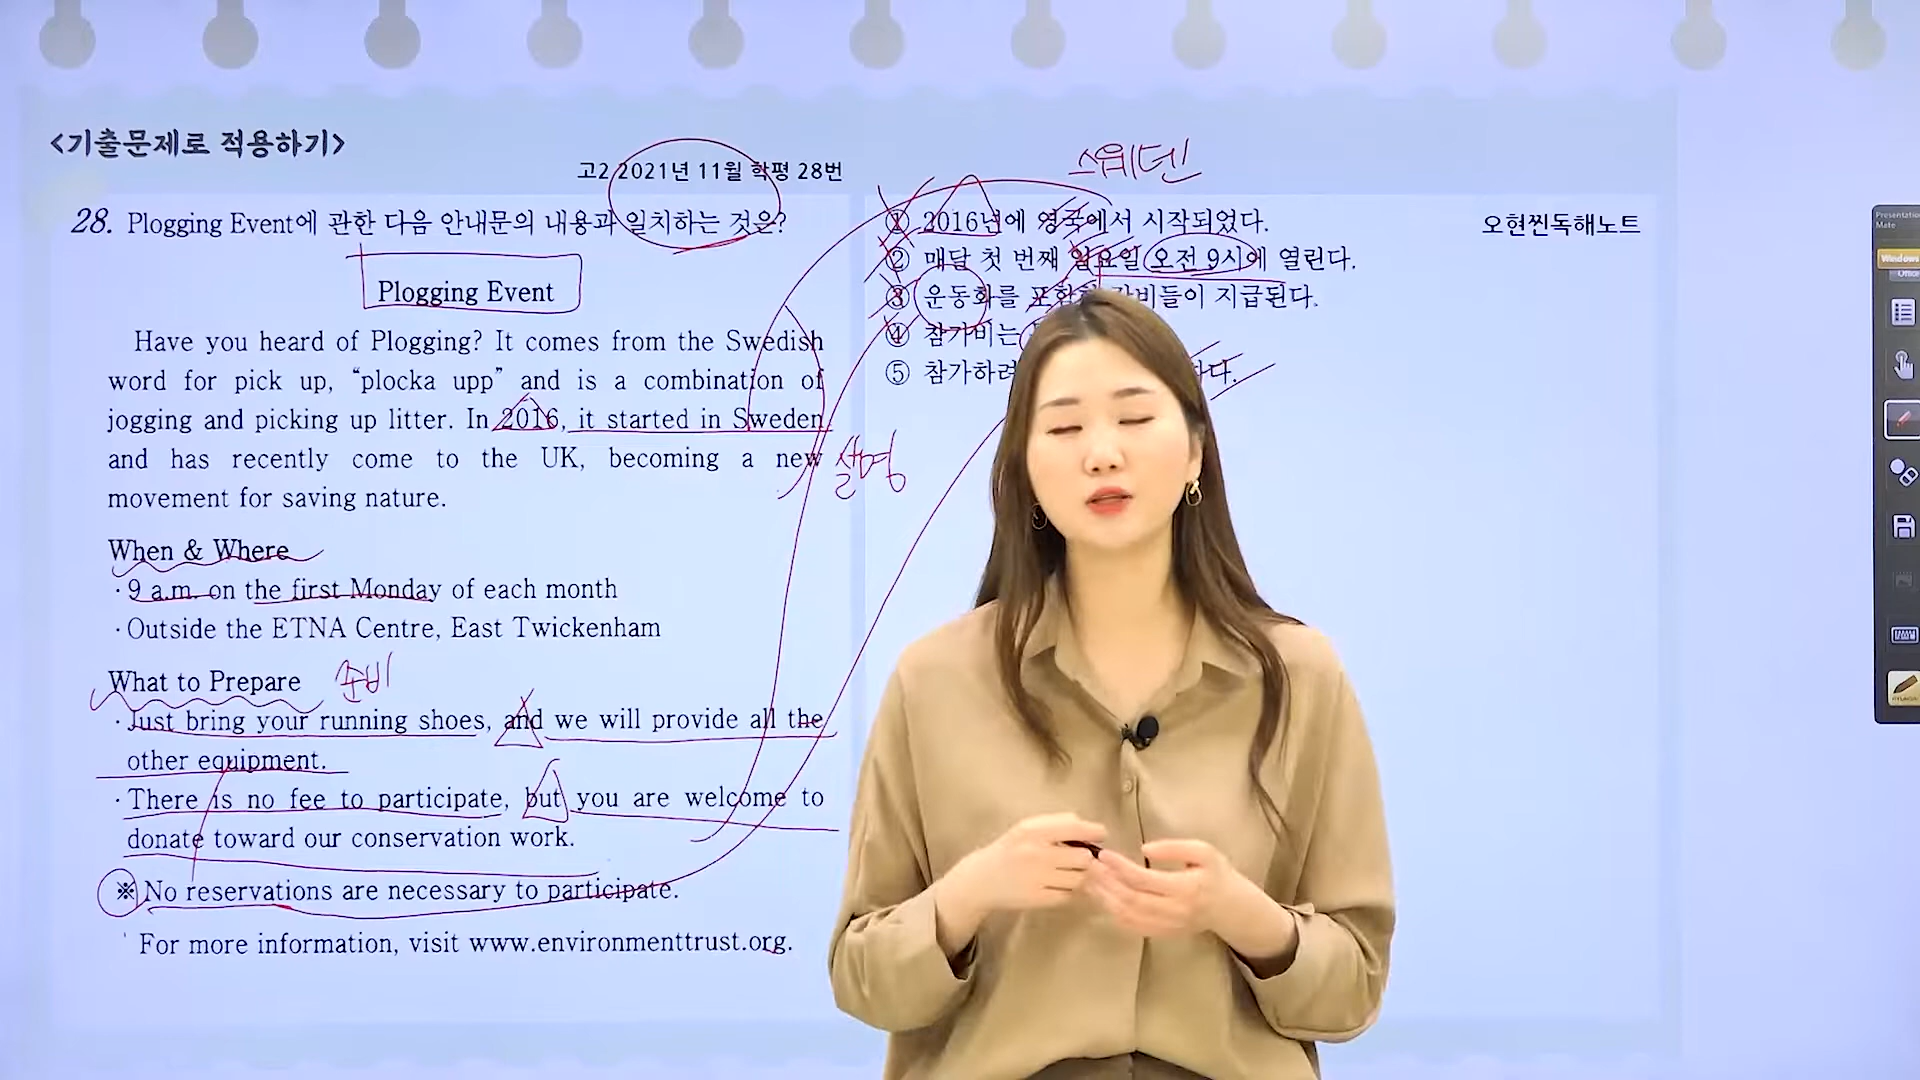 <기출문제로 적용하기>
고2 2021년 11월 학평 28번
28. Plogging Event에 관한 다음 안내문의 내용과 일치하는 것은?
Plogging Event
Have you heard of Plogging? It comes from the Swedish
word for pick up, “plocka upp” and is a combination of
jogging and picking up litter. In 2016, it started in Sweden
and has recently come to the UK, becoming a new
movement for saving nature.
설명
When & Where
·9 a.m. on the first Monday of each month
·Outside the ETNA Centre, East Twickenham
What to Prepare 준비
·Just bring your running shoes, and we will provide all the
other equipment.
·There is no fee to participate, but you are welcome to
donate toward our conservation work.
※ No reservations are necessary to participate.
For more information, visit www.environmenttrust.org.
스웨덴
① 2016년에 영국에서 시작되었다.
② 매달 첫 번째 일요일 오전 9시에 열린다.
③ 운동화를 포함한 장비들이 지급된다.
④ 참가비는
⑤ 참가하려
오현찐독해노트
Presentation
Mate
Windows